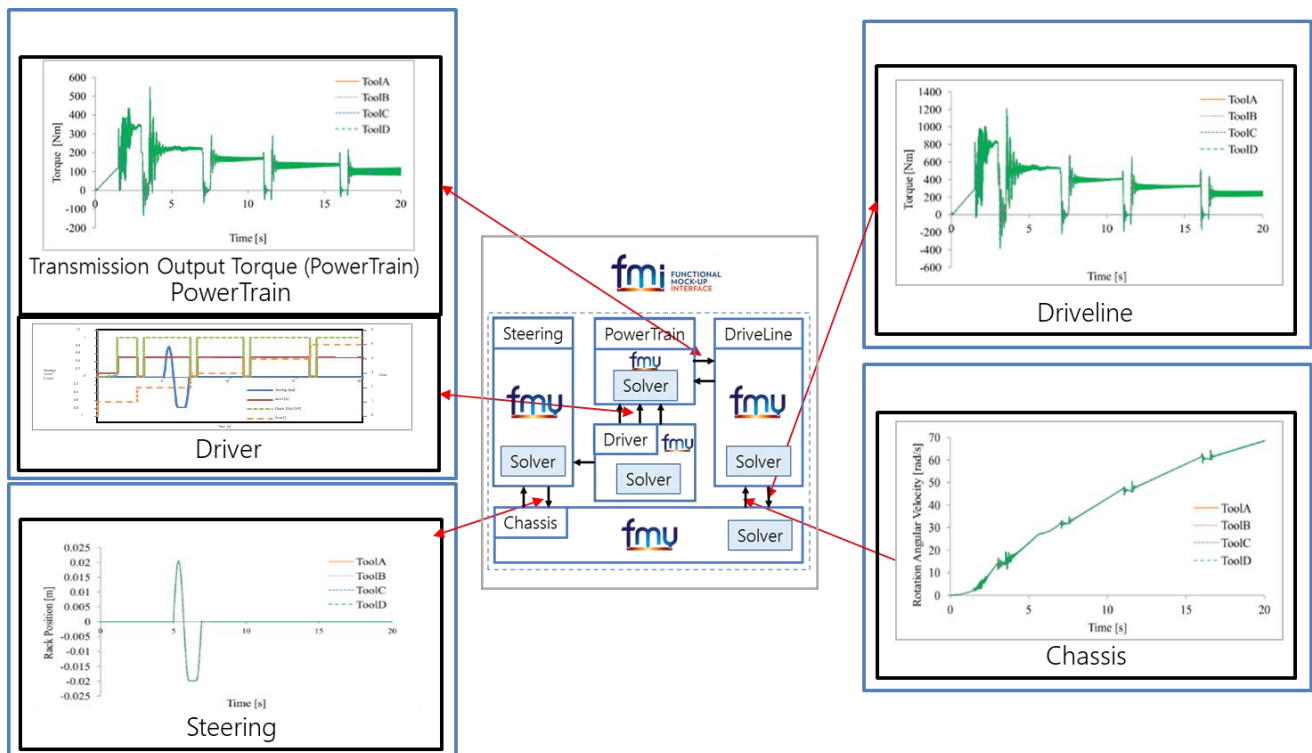 600
500
400
300
200
100
0
-100
-200
Torque [Nm]
ToolA
ToolB
ToolC
ToolD
5
10
15
20
Time [s]
Transmission Output Torque (PowerTrain)
PowerTrain
Time [s]
Driver
0.025
0.02
0.015
0.01
0.005
0
-0.005
-0.01
-0.015
-0.02
-0.025
Rack Position [m]
ToolA
ToolB
ToolC
ToolD
0
5
10
15
20
Time [s]
Steering
fmi FUNCTIONAL
MOCK-UP
INTERFACE
Steering
PowerTrain
DriveLine
fmu
Solver
fmu
fmu
Driver
fmu
Solver
Solver
Solver
Chassis
fmu
Solver
1400
1200
1000
800
600
400
200
0
-200
-400
-600
Torque [Nm]
ToolA
ToolB
ToolC
ToolD
0
5
10
15
20
Time [s]
Driveline
70
60
50
40
30
20
10
0
Rotation Angular Velocity [rad/s]
ToolA
ToolB
ToolC
ToolD
0
5
10
15
20
Time [s]
Chassis